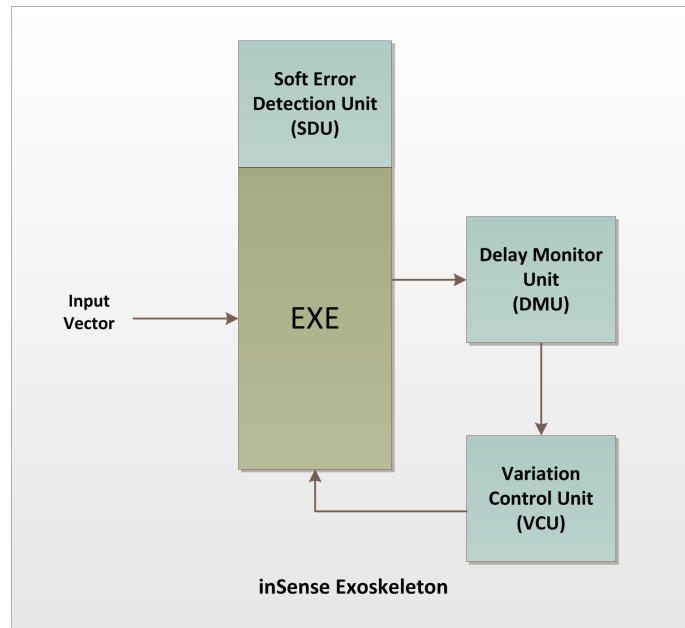 Soft Error
Detection Unit
(SDU)
Delay Monitor
Unit
(DMU)
Input
Vector
EXE
Variation
Control Unit
(VCU)
inSense Exoskeleton